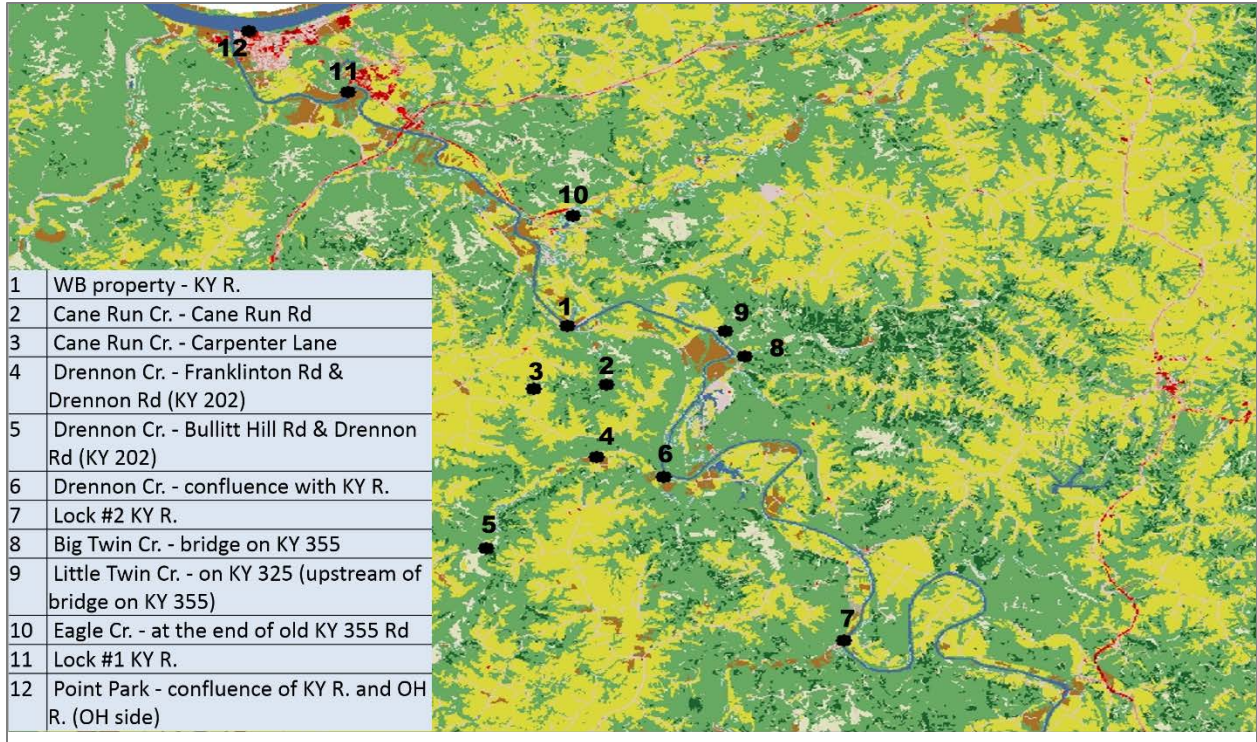 12
11
10
1
9
8
2
3
4
6
5
7
1 WB property - KY R.
2 Cane Run Cr. - Cane Run Rd
3 Cane Run Cr. - Carpenter Lane
4 Drennon Cr. - Franklinton Rd &
Drennon Rd (KY 202)
5 Drennon Cr. - Bullitt Hill Rd & Drennon
Rd (KY 202)
6 Drennon Cr. - confluence with KY R.
7 Lock #2 KY R.
8 Big Twin Cr. - bridge on KY 355
9 Little Twin Cr. - on KY 325 (upstream of
bridge on KY 355)
10 Eagle Cr. - at the end of old KY 355 Rd
11 Lock #1 KY R.
12 Point Park - confluence of KY R. and OH
R. (OH side)